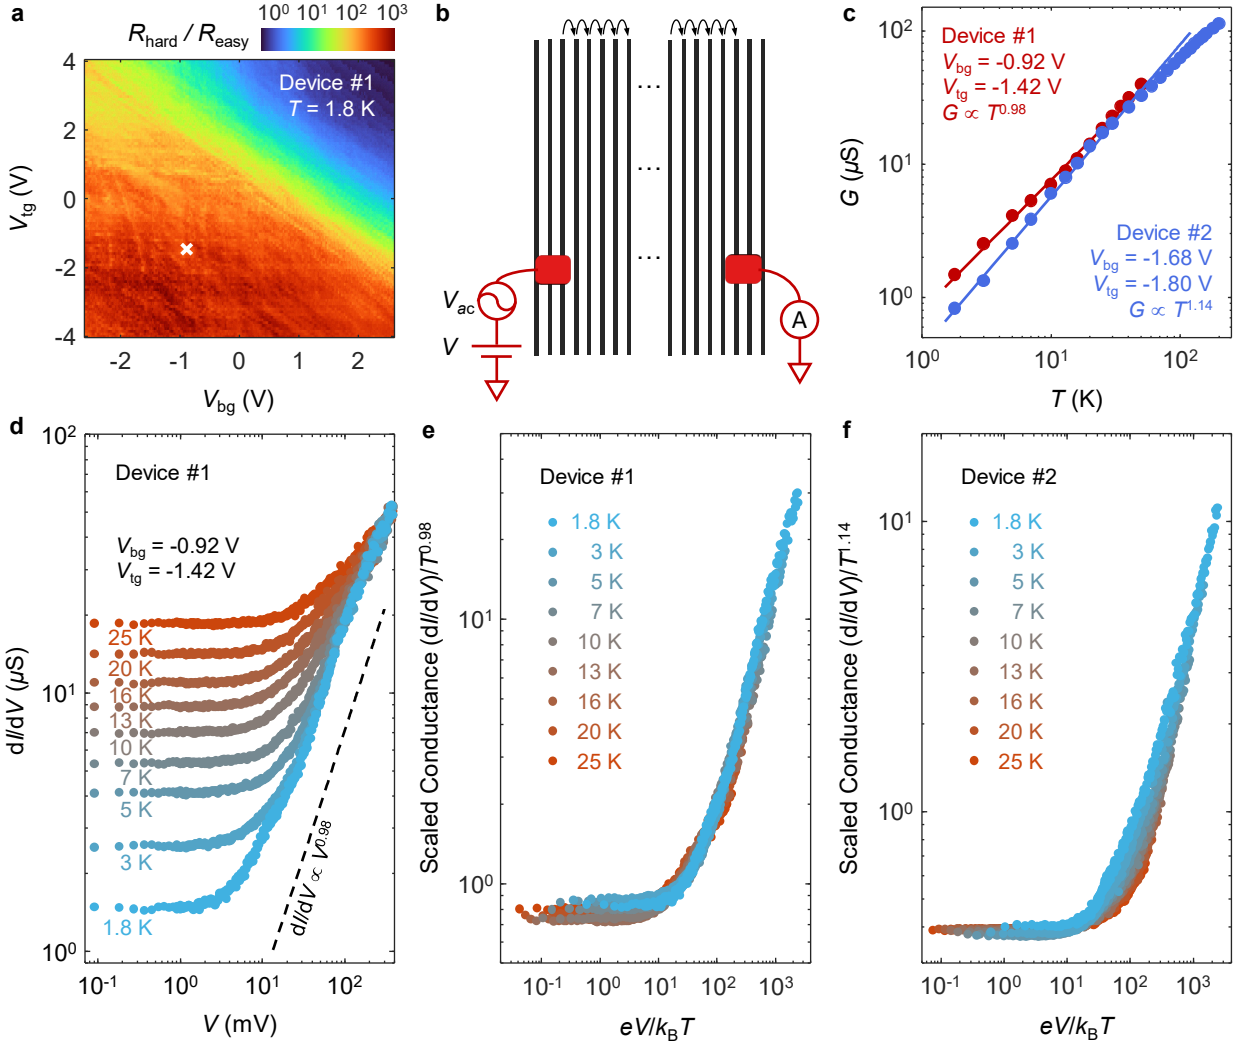 a
R_hard / R_easy
10⁰ 10¹ 10² 10³
Device #1
T = 1.8 K
4
2
0
-2
-4
V_tg (V)
-2 -1 0 1 2
V_bg (V)
b
...
...
...
V_ac
V
A
c
Device #1
V_bg = -0.92 V
V_tg = -1.42 V
G ∝ T^0.98
Device #2
V_bg = -1.68 V
V_tg = -1.80 V
G ∝ T^1.14
10²
10¹
10⁰
G (µS)
10⁰ 10¹ 10²
T (K)
d
Device #1
V_bg = -0.92 V
V_tg = -1.42 V
25 K
20 K
16 K
13 K
10 K
7 K
5 K
3 K
1.8 K
dI/dV ∝ V^0.98
10²
10¹
10⁰
dI/dV (µS)
10⁻¹ 10⁰ 10¹ 10²
V (mV)
e
Device #1
1.8 K
3 K
5 K
7 K
10 K
13 K
16 K
20 K
25 K
10¹
10⁰
Scaled Conductance (dI/dV)/T^0.98
10⁻¹ 10⁰ 10¹ 10² 10³
eV/k_BT
f
Device #2
1.8 K
3 K
5 K
7 K
10 K
13 K
16 K
20 K
25 K
10¹
10⁰
Scaled Conductance (dI/dV)/T^1.14
10⁻¹ 10⁰ 10¹ 10² 10³
eV/k_BT